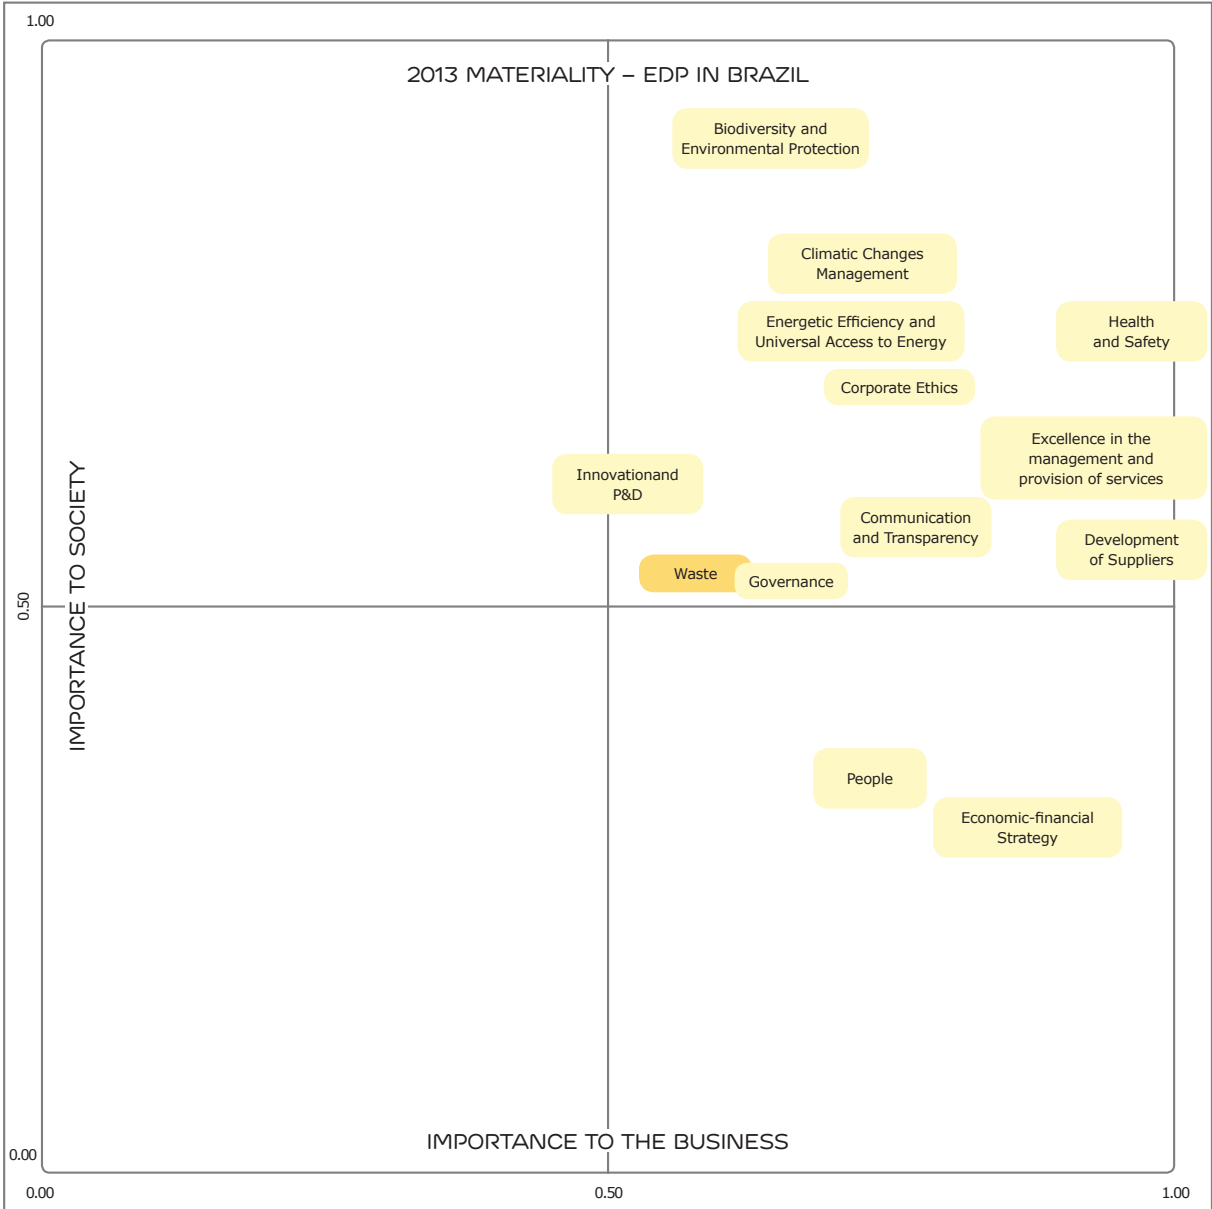 1.00
2013 MATERIALITY – EDP IN BRAZIL
Biodiversity and
Environmental Protection
Climatic Changes
Management
Energetic Efficiency and
Universal Access to Energy
Health
and Safety
Corporate Ethics
Excellence in the
management and
provision of services
Innovationand
P&D
Communication
and Transparency
Development
of Suppliers
Waste
Governance
0.50
IMPORTANCE TO SOCIETY
People
Economic-financial
Strategy
IMPORTANCE TO THE BUSINESS
0.00
0.00
0.50
1.00